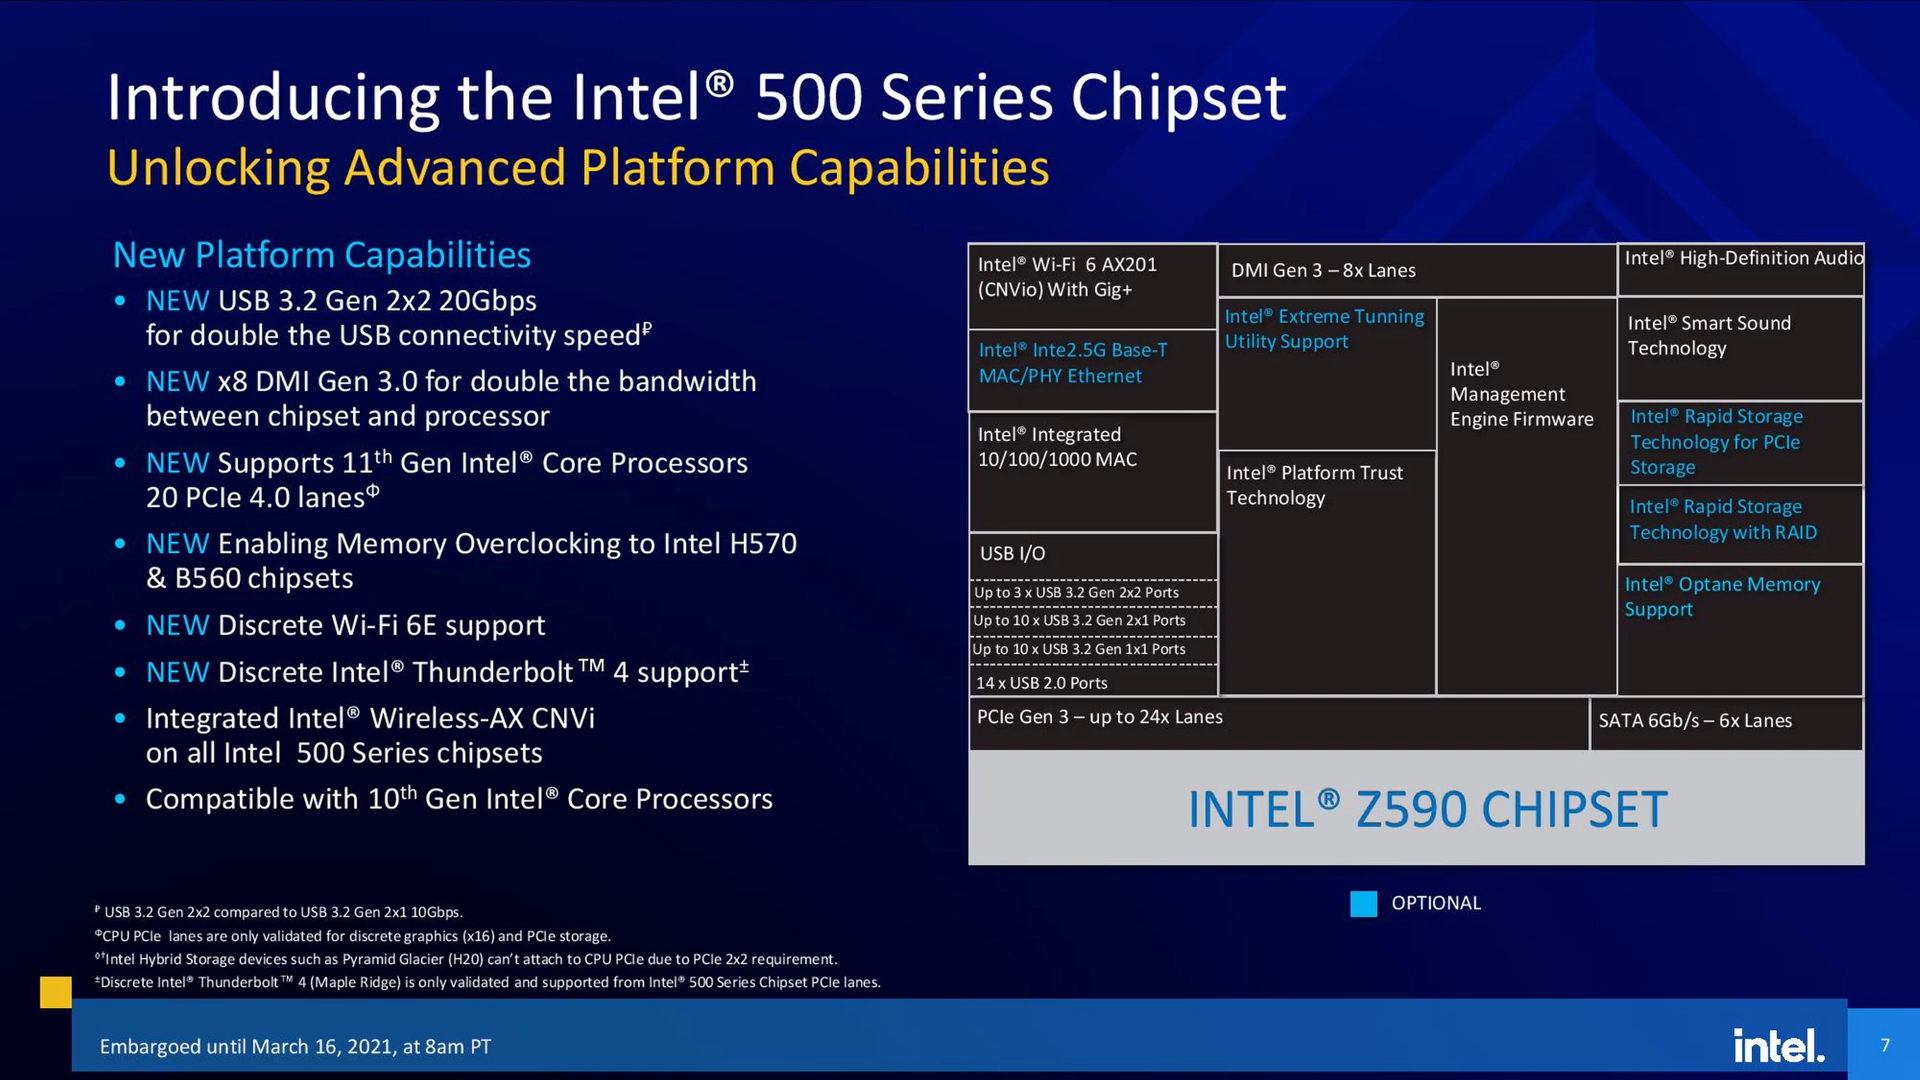 Introducing the Intel® 500 Series Chipset
Unlocking Advanced Platform Capabilities
New Platform Capabilities
• NEW USB 3.2 Gen 2x2 20Gbps
for double the USB connectivity speed₽
• NEW x8 DMI Gen 3.0 for double the bandwidth
between chipset and processor
• NEW Supports 11th Gen Intel® Core Processors
20 PCIe 4.0 lanesΦ
• NEW Enabling Memory Overclocking to Intel H570
& B560 chipsets
• NEW Discrete Wi-Fi 6E support
• NEW Discrete Intel® Thunderbolt™ 4 support±
• Integrated Intel® Wireless-AX CNVi
on all Intel 500 Series chipsets
• Compatible with 10th Gen Intel® Core Processors
Intel® Wi-Fi 6 AX201
(CNVio) With Gig+
Intel® Inte2.5G Base-T
MAC/PHY Ethernet
Intel® Integrated
10/100/1000 MAC
USB I/O
Up to 3 x USB 3.2 Gen 2x2 Ports
Up to 10 x USB 3.2 Gen 2x1 Ports
Up to 10 x USB 3.2 Gen 1x1 Ports
14 x USB 2.0 Ports
DMI Gen 3 – 8x Lanes
Intel® Extreme Tunning
Utility Support
Intel® Platform Trust
Technology
Intel®
Management
Engine Firmware
Intel® High-Definition Audio
Intel® Smart Sound
Technology
Intel® Rapid Storage
Technology for PCIe
Storage
Intel® Rapid Storage
Technology with RAID
Intel® Optane Memory
Support
PCIe Gen 3 – up to 24x Lanes
SATA 6Gb/s – 6x Lanes
INTEL® Z590 CHIPSET
OPTIONAL
₽ USB 3.2 Gen 2x2 compared to USB 3.2 Gen 2x1 10Gbps.
ΦCPU PCIe lanes are only validated for discrete graphics (x16) and PCIe storage.
◊†Intel Hybrid Storage devices such as Pyramid Glacier (H20) can't attach to CPU PCIe due to PCIe 2x2 requirement.
±Discrete Intel® Thunderbolt™ 4 (Maple Ridge) is only validated and supported from Intel® 500 Series Chipset PCIe lanes.
Embargoed until March 16, 2021, at 8am PT
intel.
7